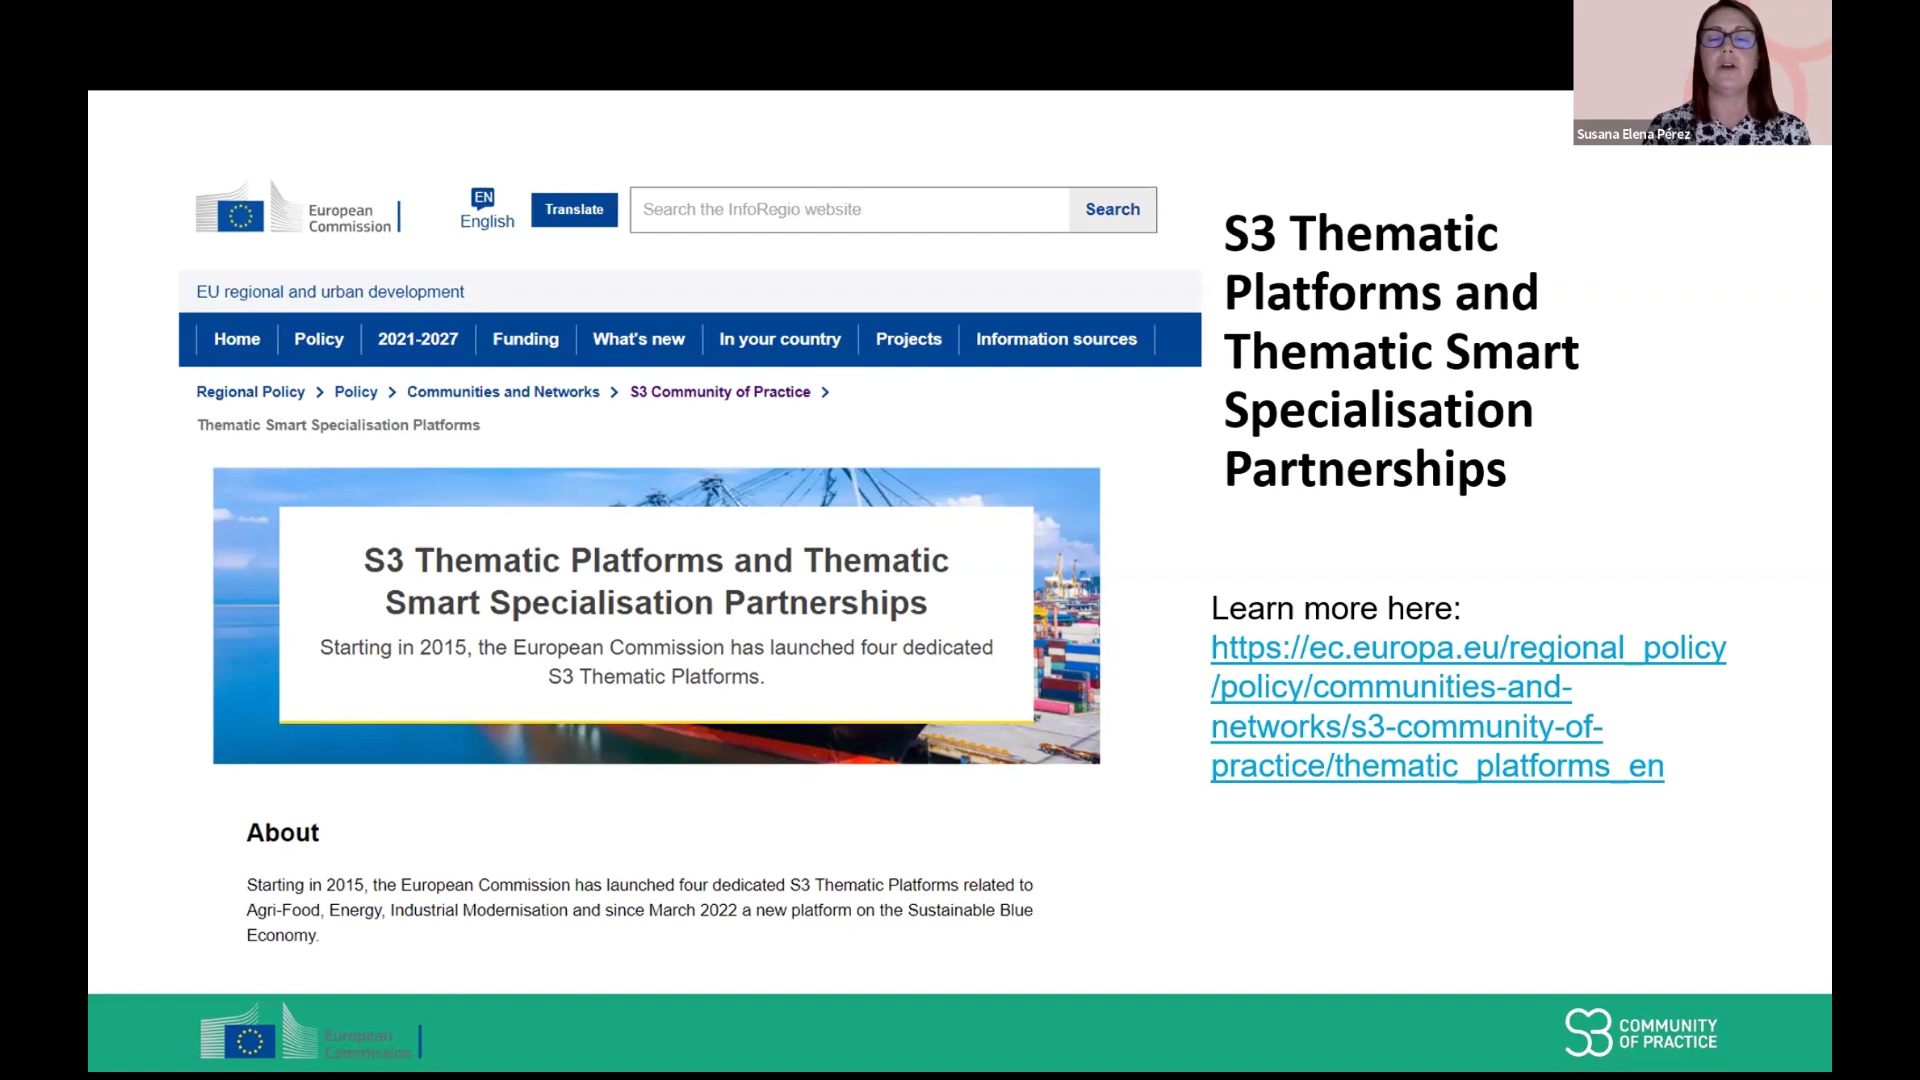 Susana Elena Pérez
European
Commission
EN
English
Translate
Search the InfoRegio website
Search
EU regional and urban development
Home
Policy
2021-2027
Funding
What's new
In your country
Projects
Information sources
Regional Policy > Policy > Communities and Networks > S3 Community of Practice >
Thematic Smart Specialisation Platforms
S3 Thematic Platforms and Thematic
Smart Specialisation Partnerships
Starting in 2015, the European Commission has launched four dedicated
S3 Thematic Platforms.
About
Starting in 2015, the European Commission has launched four dedicated S3 Thematic Platforms related to
Agri-Food, Energy, Industrial Modernisation and since March 2022 a new platform on the Sustainable Blue
Economy.
S3 Thematic
Platforms and
Thematic Smart
Specialisation
Partnerships
Learn more here:
https://ec.europa.eu/regional_policy
/policy/communities-and-
networks/s3-community-of-
practice/thematic_platforms_en
European
Commission
S3 COMMUNITY
OF PRACTICE